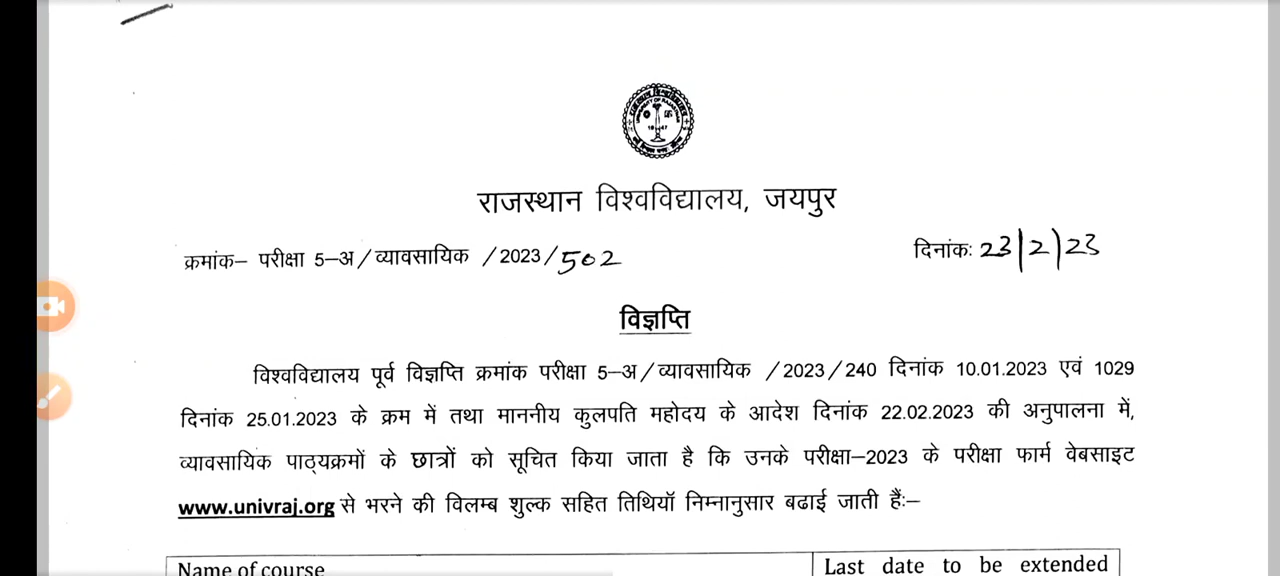 राजस्थान विश्वविद्यालय, जयपुर
क्रमांक– परीक्षा 5–अ/व्यावसायिक /2023/502
दिनांक: 23/2/23
विज्ञप्ति
विश्वविद्यालय पूर्व विज्ञप्ति क्रमांक परीक्षा 5–अ/व्यावसायिक /2023/240 दिनांक 10.01.2023 एवं 1029
दिनांक 25.01.2023 के क्रम में तथा माननीय कुलपति महोदय के आदेश दिनांक 22.02.2023 की अनुपालना में,
व्यावसायिक पाठ्यक्रमों के छात्रों को सूचित किया जाता है कि उनके परीक्षा–2023 के परीक्षा फार्म वेबसाइट
www.univraj.org से भरने की विलम्ब शुल्क सहित तिथियॉ निम्नानुसार बढाई जाती हैं:–
Name of course
Last date to be extended